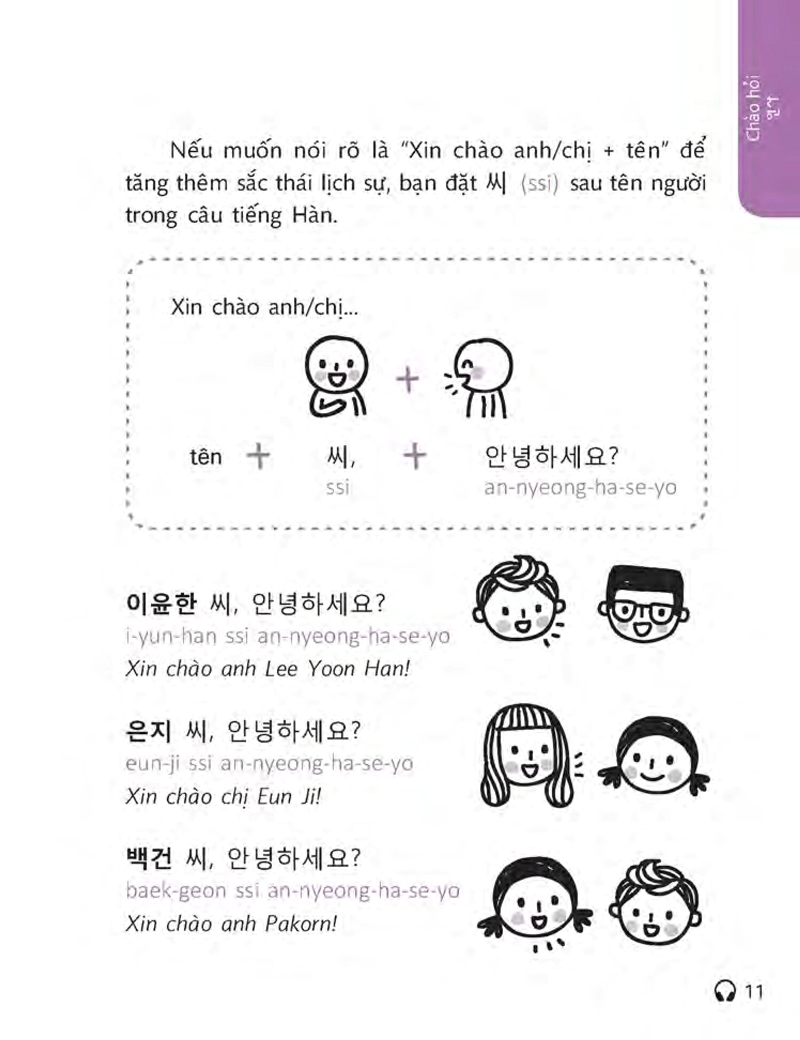 Chào hỏi
인사
Nếu muốn nói rõ là "Xin chào anh/chị + tên" để
tăng thêm sắc thái lịch sự, bạn đặt 씨 (ssi) sau tên người
trong câu tiếng Hàn.
Xin chào anh/chị...
+
tên + 씨, + 안녕하세요?
ssi an-nyeong-ha-se-yo
이윤한 씨, 안녕하세요?
i-yun-han ssi an-nyeong-ha-se-yo
Xin chào anh Lee Yoon Han!
은지 씨, 안녕하세요?
eun-ji ssi an-nyeong-ha-se-yo
Xin chào chị Eun Ji!
백건 씨, 안녕하세요?
baek-geon ssi an-nyeong-ha-se-yo
Xin chào anh Pakorn!
11